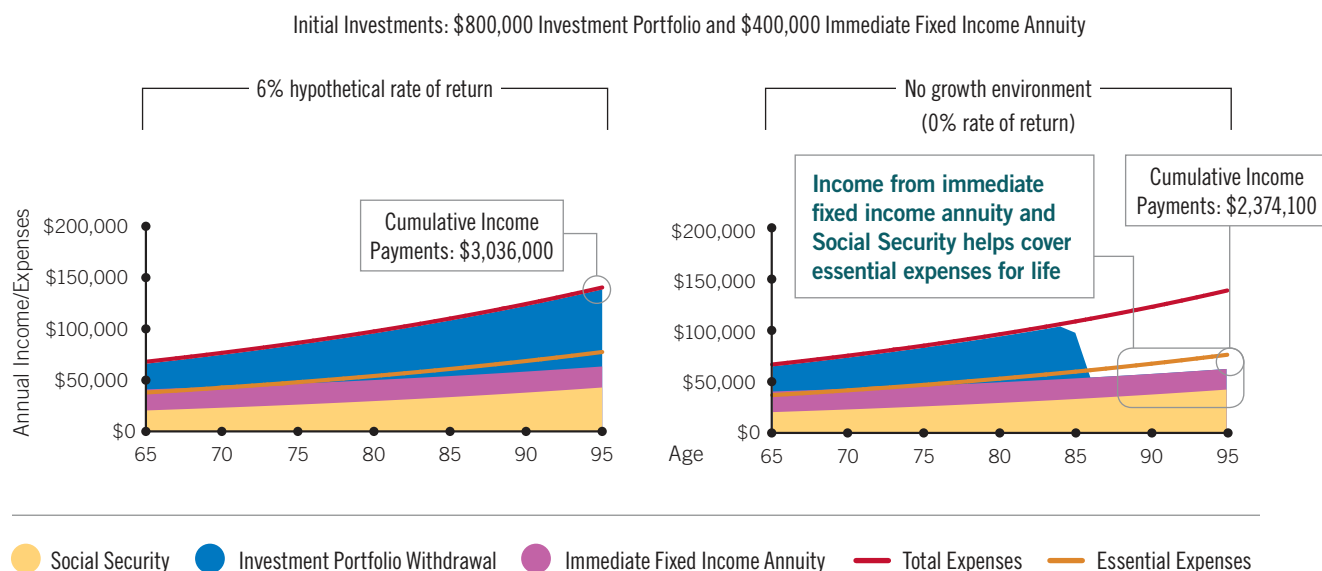 Initial Investments: $800,000 Investment Portfolio and $400,000 Immediate Fixed Income Annuity
6% hypothetical rate of return
Cumulative Income
Payments: $3,036,000
Annual Income/Expenses
$200,000
$150,000
$100,000
$50,000
$0
65
70
75
80
85
90
95
No growth environment
(0% rate of return)
Income from immediate
fixed income annuity and
Social Security helps cover
essential expenses for life
Cumulative Income
Payments: $2,374,100
$200,000
$150,000
$100,000
$50,000
$0
Age
65
70
75
80
85
90
95
Social Security
Investment Portfolio Withdrawal
Immediate Fixed Income Annuity
Total Expenses
Essential Expenses